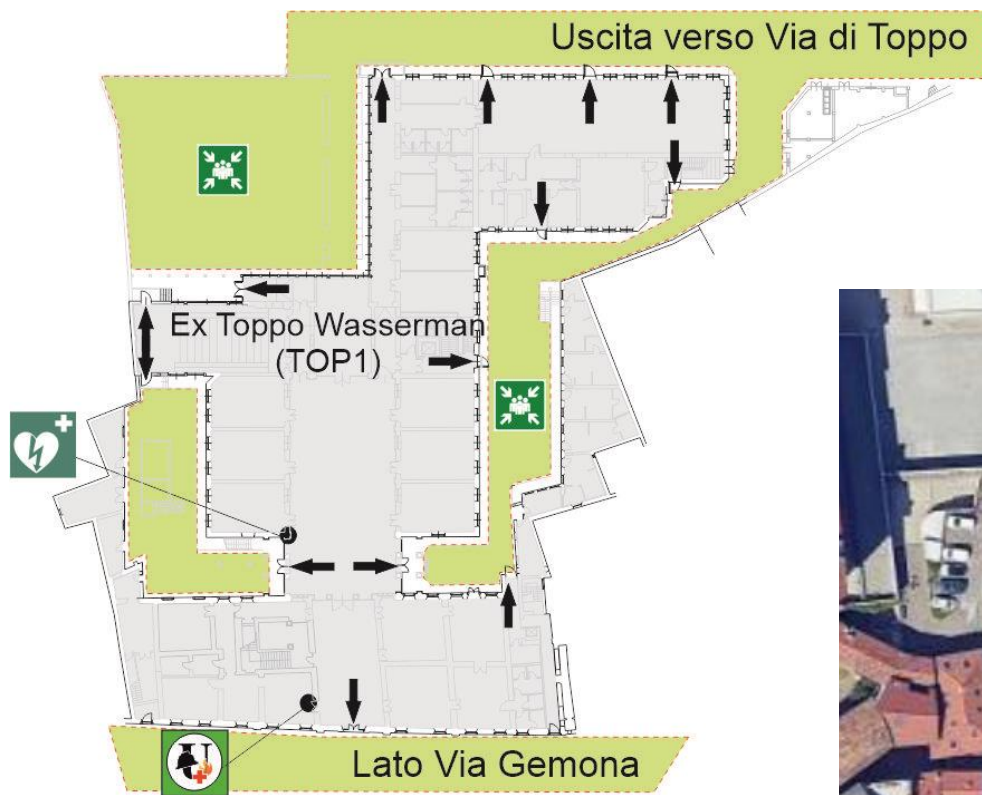 Uscita verso Via di Toppo
Ex Toppo Wasserman
(TOP1)
Lato Via Gemona